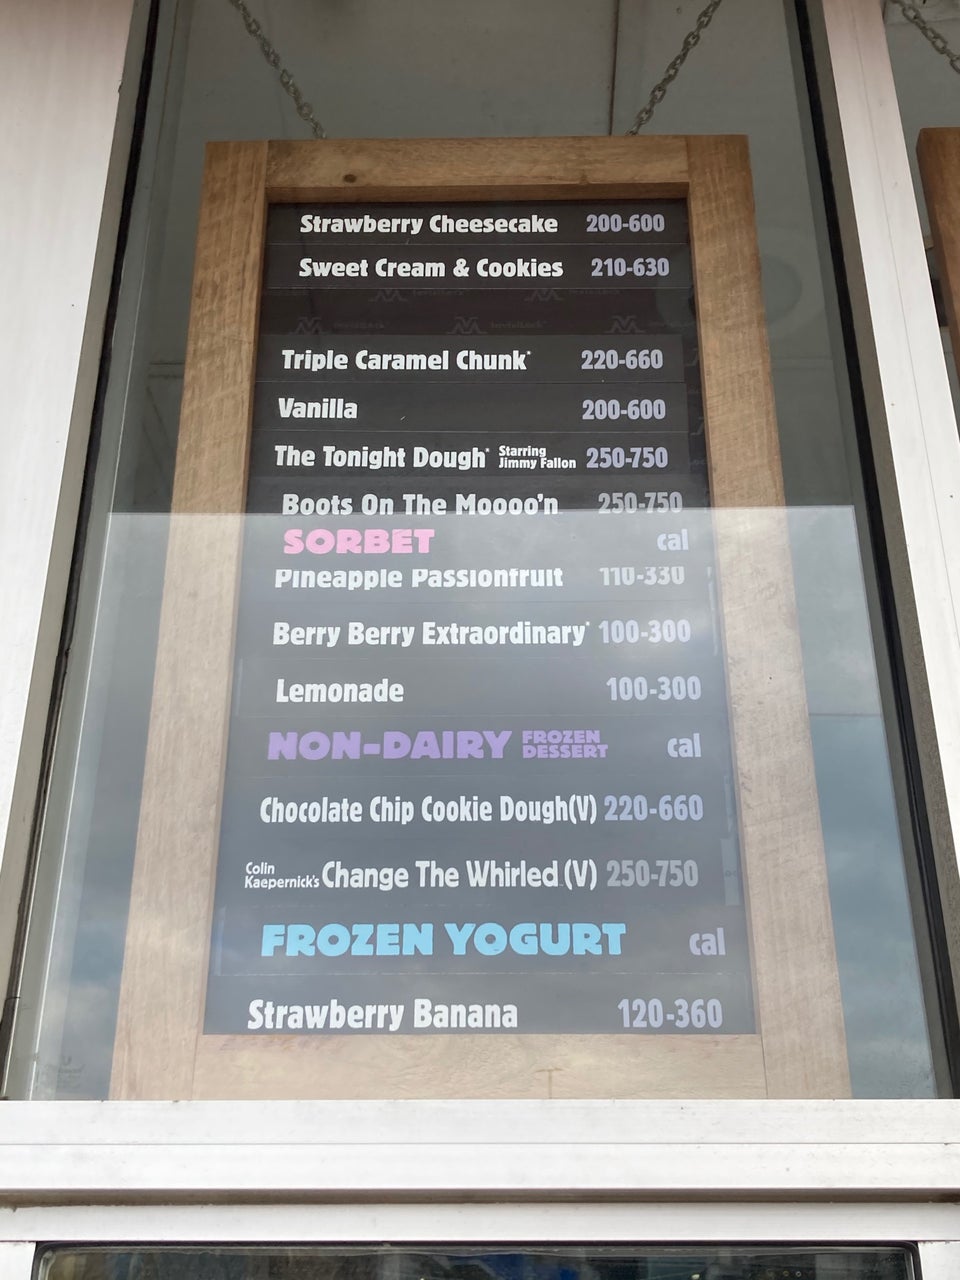 Strawberry Cheesecake 200-600
Sweet Cream & Cookies 210-630
Triple Caramel Chunk* 220-660
Vanilla 200-600
The Tonight Dough* Starring Jimmy Fallon 250-750
Boots On The Moooo'n 250-750
SORBET cal
Pineapple Passionfruit 110-330
Berry Berry Extraordinary* 100-300
Lemonade 100-300
NON-DAIRY FROZEN DESSERT cal
Chocolate Chip Cookie Dough(V) 220-660
Colin Kaepernick's Change The Whirled (V) 250-750
FROZEN YOGURT cal
Strawberry Banana 120-360